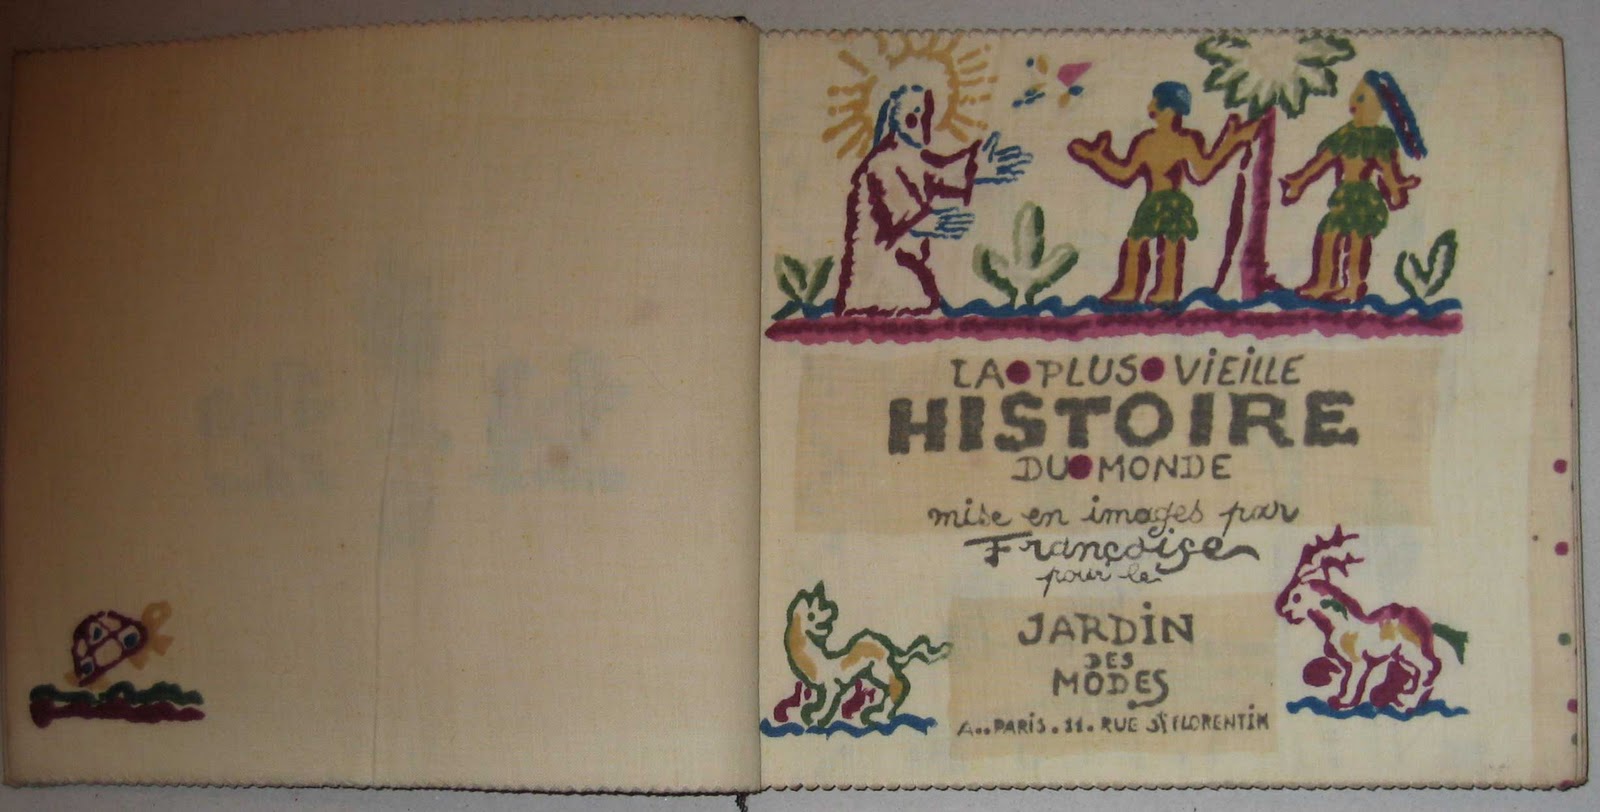 LA•PLUS•VIEILLE
HISTOIRE
DU•MONDE
mise en images par
Françoise
pour le
JARDIN
DES
MODES
A..PARIS.11.RUE St FLORENTIN